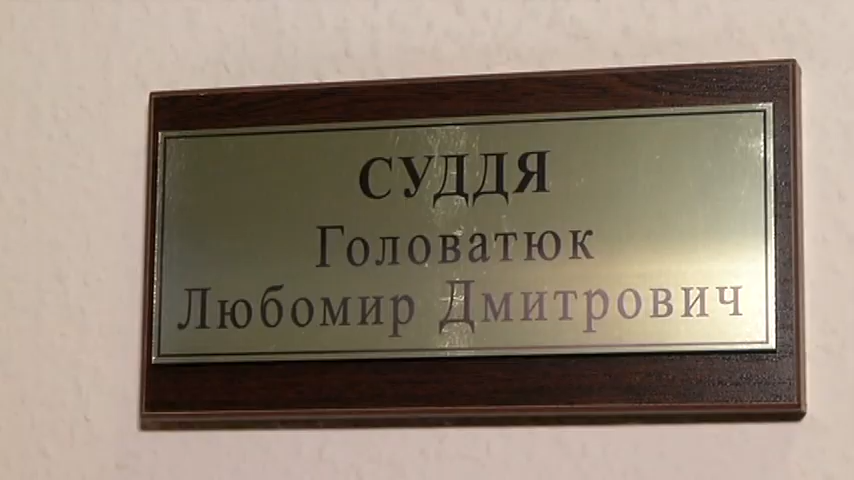 СУДДЯ
Головатюк
Любомир Дмитрович